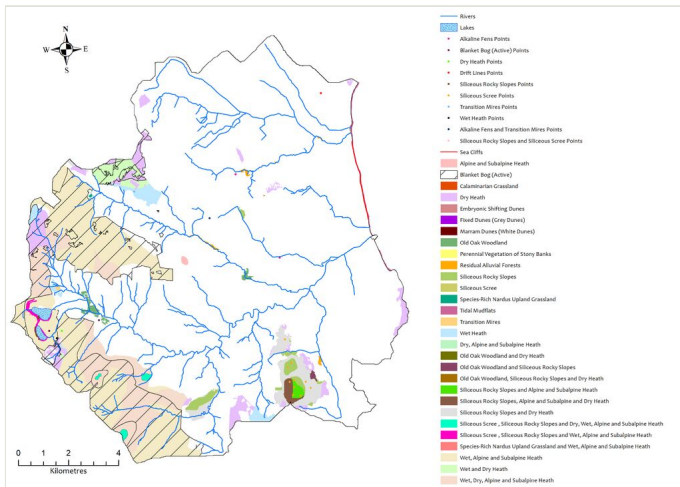 N
W E
S
0 1 2 4
Kilometres
Rivers
Lakes
Alkaline Fens Points
Blanket Bog (Active) Points
Dry Heath Points
Drift Lines Points
Siliceous Rocky Slopes Points
Siliceous Scree Points
Transition Mires Points
Wet Heath Points
Alkaline Fens and Transition Mires Points
Siliceous Rocky Slopes and Siliceous Scree Points
Sea Cliffs
Alpine and Subalpine Heath
Blanket Bog (Active)
Calaminarian Grassland
Dry Heath
Embryonic Shifting Dunes
Fixed Dunes (Grey Dunes)
Marram Dunes (White Dunes)
Old Oak Woodland
Perennial Vegetation of Stony Banks
Residual Alluvial Forests
Siliceous Rocky Slopes
Siliceous Scree
Species-Rich Nardus Upland Grassland
Tidal Mudflats
Transition Mires
Wet Heath
Dry, Alpine and Subalpine Heath
Old Oak Woodland and Dry Heath
Old Oak Woodland and Siliceous Rocky Slopes
Old Oak Woodland, Siliceous Rocky Slopes and Dry Heath
Siliceous Rocky Slopes and Alpine and Subalpine Heath
Siliceous Rocky Slopes, Alpine and Subalpine and Dry Heath
Siliceous Rocky Slopes and Dry Heath
Siliceous Scree , Siliceous Rocky Slopes and Dry, Wet, Alpine and Subalpine Heath
Siliceous Scree , Siliceous Rocky Slopes and Wet, Alpine and Subalpine Heath
Species-Rich Nardus Upland Grassland and Wet, Alpine and Subalpine Heath
Wet, Alpine and Subalpine Heath
Wet and Dry Heath
Wet, Dry, Alpine and Subalpine Heath